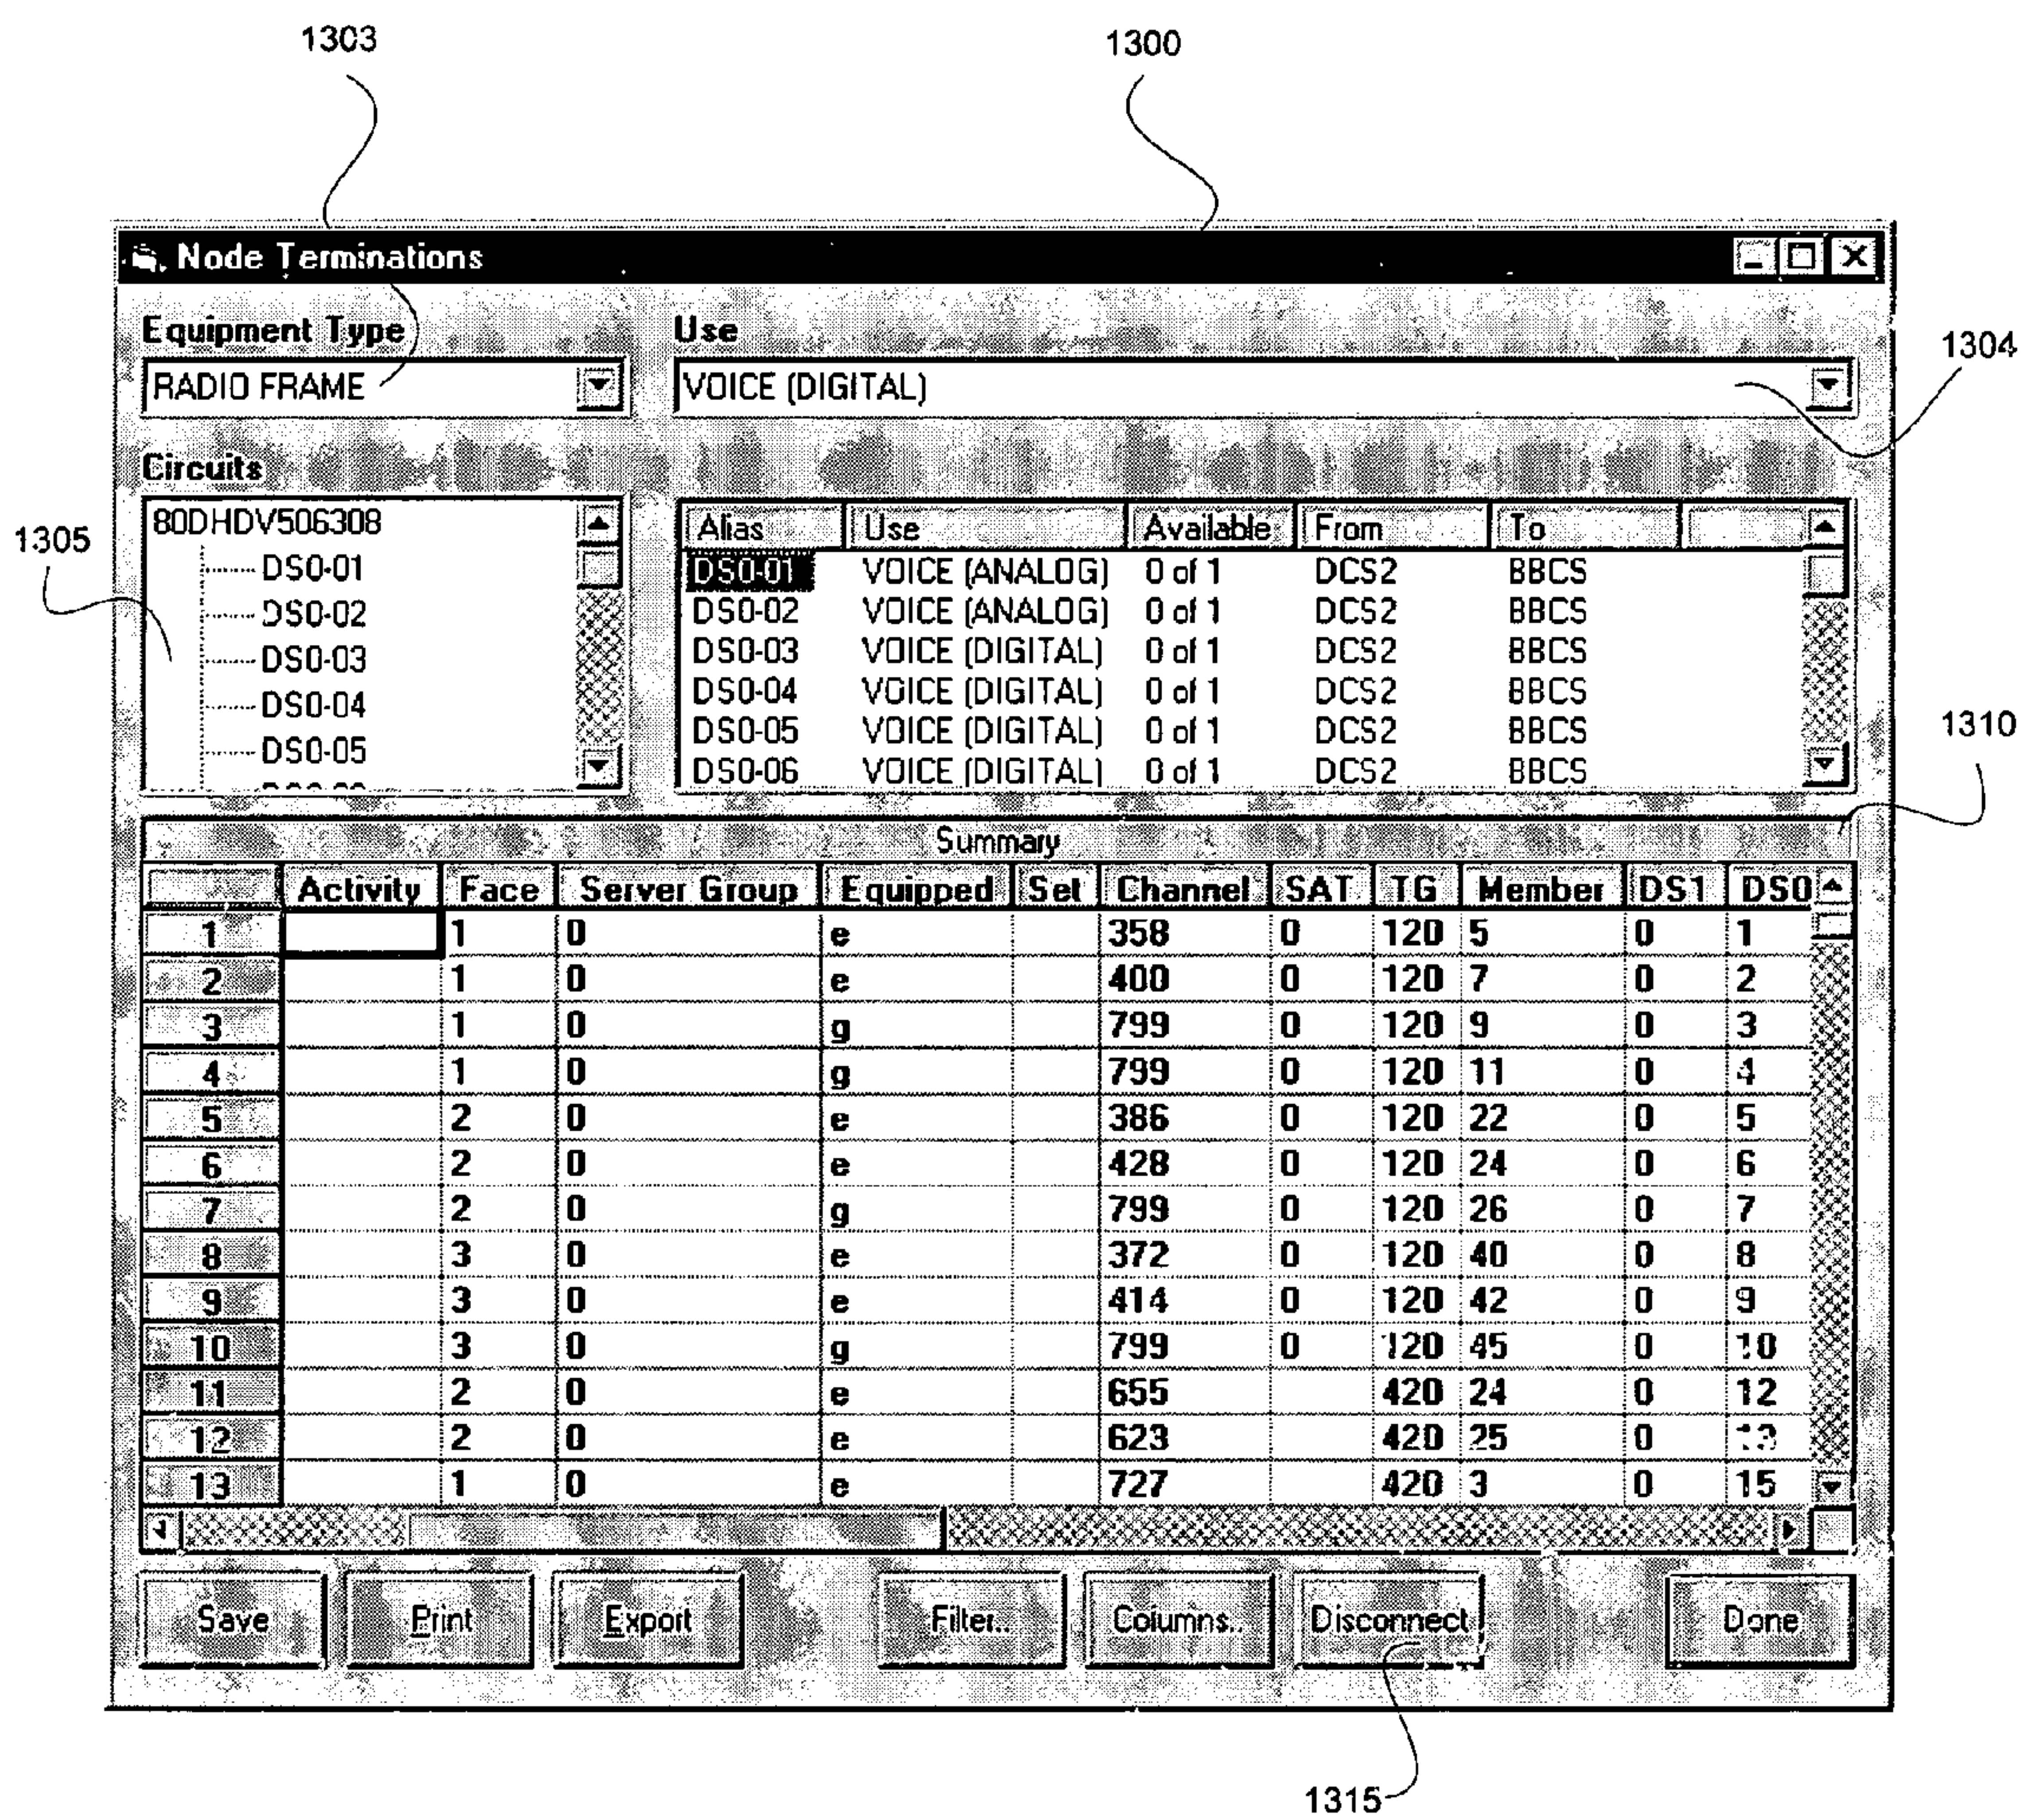 1303 1300
Node Terminations
Equipment Type Use
1304
RADIO FRAME VOICE (DIGITAL)
Circuits
80DHDV506308
1305
DS0-01
DS0-02
DS0-03
DS0-04
DS0-05
Alias Use Available From To
DS0-01 VOICE (ANALOG) 0 of 1 DCS2 BBCS
DS0-02 VOICE (ANALOG) 0 of 1 DCS2 BBCS
DS0-03 VOICE (DIGITAL) 0 of 1 DCS2 BBCS
DS0-04 VOICE (DIGITAL) 0 of 1 DCS2 BBCS
DS0-05 VOICE (DIGITAL) 0 of 1 DCS2 BBCS
DS0-06 VOICE (DIGITAL) 0 of 1 DCS2 BBCS
1310
Summary
Activity Face Server Group Equipped Set Channel SAT TG Member DS1 DS0
1 1 0 e 358 0 120 5 0 1
2 1 0 e 400 0 120 7 0 2
3 1 0 g 799 0 120 9 0 3
4 1 0 g 799 0 120 11 0 4
5 2 0 e 386 0 120 22 0 5
6 2 0 e 428 0 120 24 0 6
7 2 0 g 799 0 120 26 0 7
8 3 0 e 372 0 120 40 0 8
9 3 0 e 414 0 120 42 0 9
10 3 0 g 799 0 120 45 0 10
11 2 0 e 655 420 24 0 12
12 2 0 e 623 420 25 0 13
13 1 0 e 727 420 3 0 15
Save Print Export Filter.. Columns.. Disconnect Done
1315